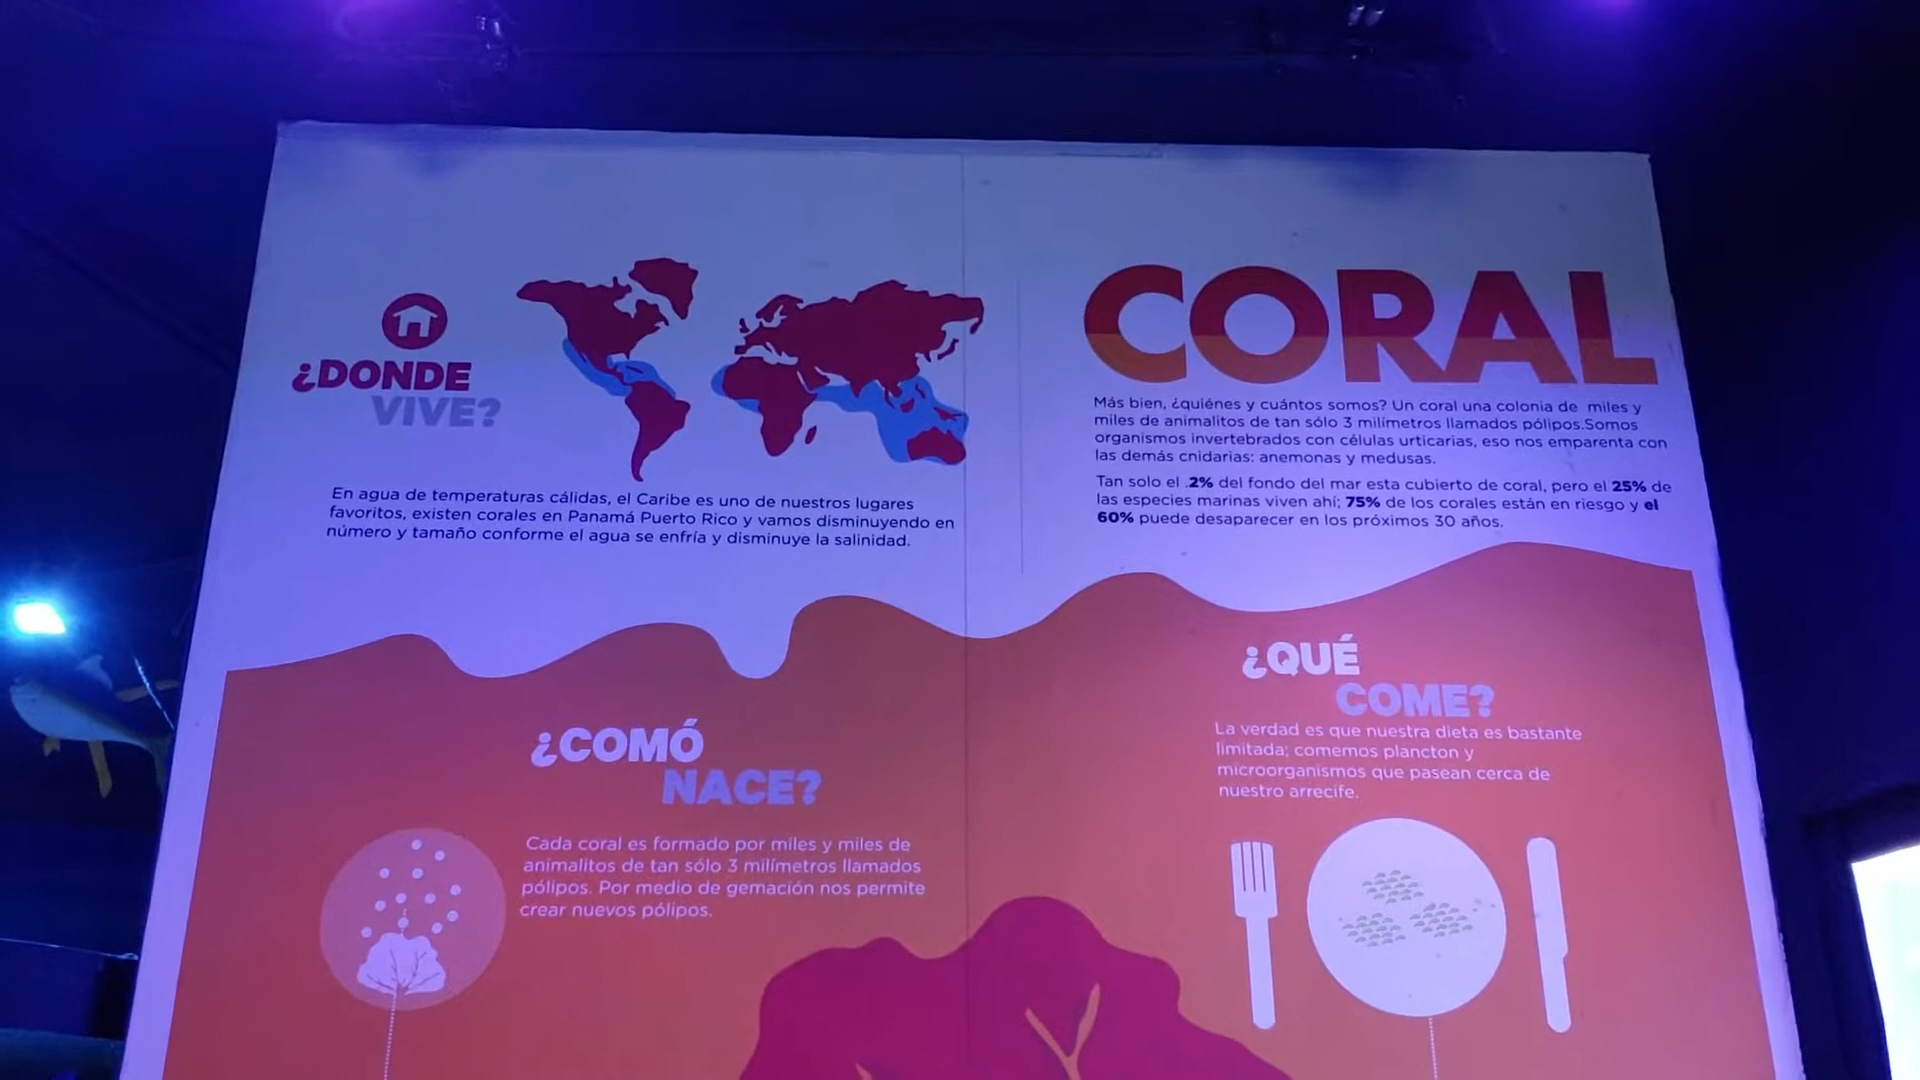 ¿DONDE
VIVE?
En agua de temperaturas cálidas, el Caribe es uno de nuestros lugares
favoritos, existen corales en Panamá Puerto Rico y vamos disminuyendo en
número y tamaño conforme el agua se enfría y disminuye la salinidad.
CORAL
Más bien, ¿quiénes y cuántos somos? Un coral una colonia de miles y
miles de animalitos de tan sólo 3 milímetros llamados pólipos.Somos
organismos invertebrados con células urticarias, eso nos emparenta con
las demás cnidarias: anemonas y medusas.
Tan solo el .2% del fondo del mar esta cubierto de coral, pero el 25% de
las especies marinas viven ahí; 75% de los corales están en riesgo y el
60% puede desaparecer en los próximos 30 años.
¿COMÓ
NACE?
Cada coral es formado por miles y miles de
animalitos de tan sólo 3 milímetros llamados
pólipos. Por medio de gemación nos permite
crear nuevos pólipos.
¿QUÉ
COME?
La verdad es que nuestra dieta es bastante
limitada; comemos plancton y
microorganismos que pasean cerca de
nuestro arrecife.